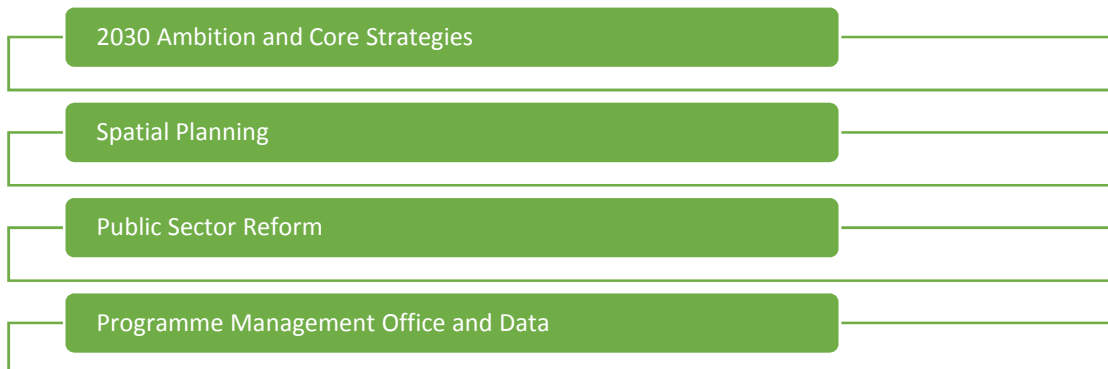 2030 Ambition and Core Strategies
Spatial Planning
Public Sector Reform
Programme Management Office and Data